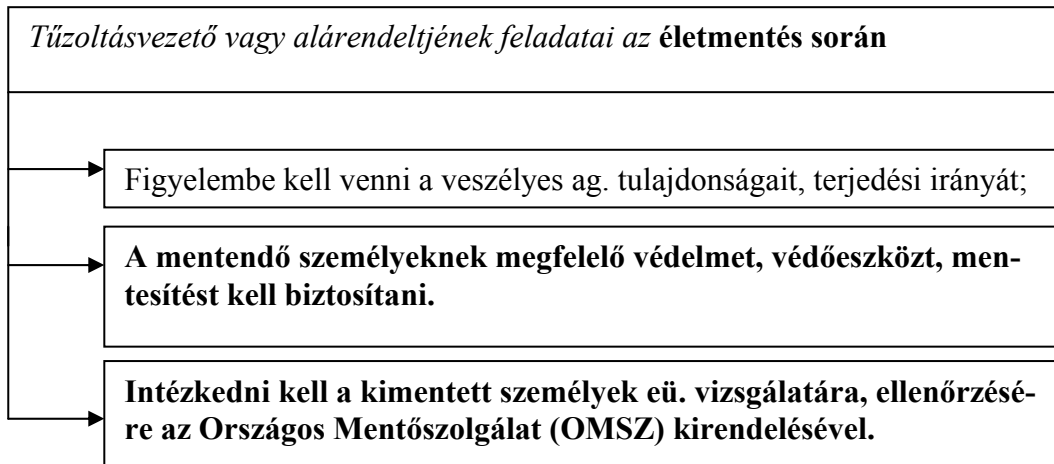 Tűzoltásvezető vagy alárendeltjének feladatai az életmentés során
Figyelembe kell venni a veszélyes ag. tulajdonságait, terjedési irányát;
A mentendő személyeknek megfelelő védelmet, védőeszközt, men-
tesítést kell biztosítani.
Intézkedni kell a kimentett személyek eü. vizsgálatára, ellenőrzésé-
re az Országos Mentőszolgálat (OMSZ) kirendelésével.